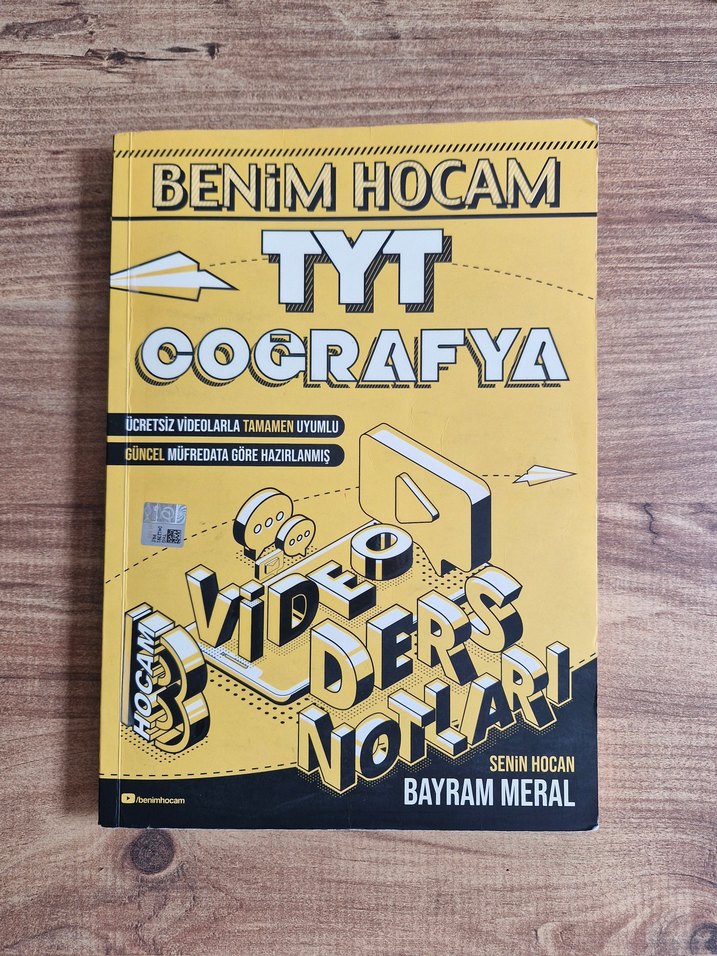 BENİM HOCAM
TYT
COĞRAFYA
ÜCRETSİZ VİDEOLARLA TAMAMEN UYUMLU
GÜNCEL MÜFREDATA GÖRE HAZIRLANMIŞ
VİDEO
DERS
NOTLARI
HOCAM
SENİN HOCAN
BAYRAM MERAL
/benimhocam